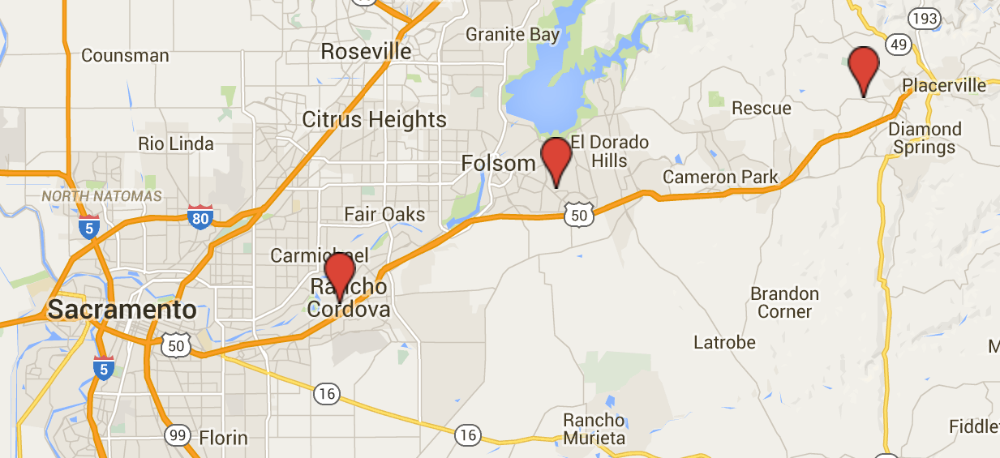 193
Granite Bay
49
Roseville
Counsman
Placerville
Rescue
Citrus Heights
Diamond
Springs
Rio Linda
El Dorado
Hills
Folsom
Cameron Park
NORTH NATOMAS
Fair Oaks
50
80
5
Carmichael
Rancho
Cordova
Brandon
Corner
Sacramento
Latrobe
50
M
5
16
Rancho
Murieta
Fiddle
99
Florin
16